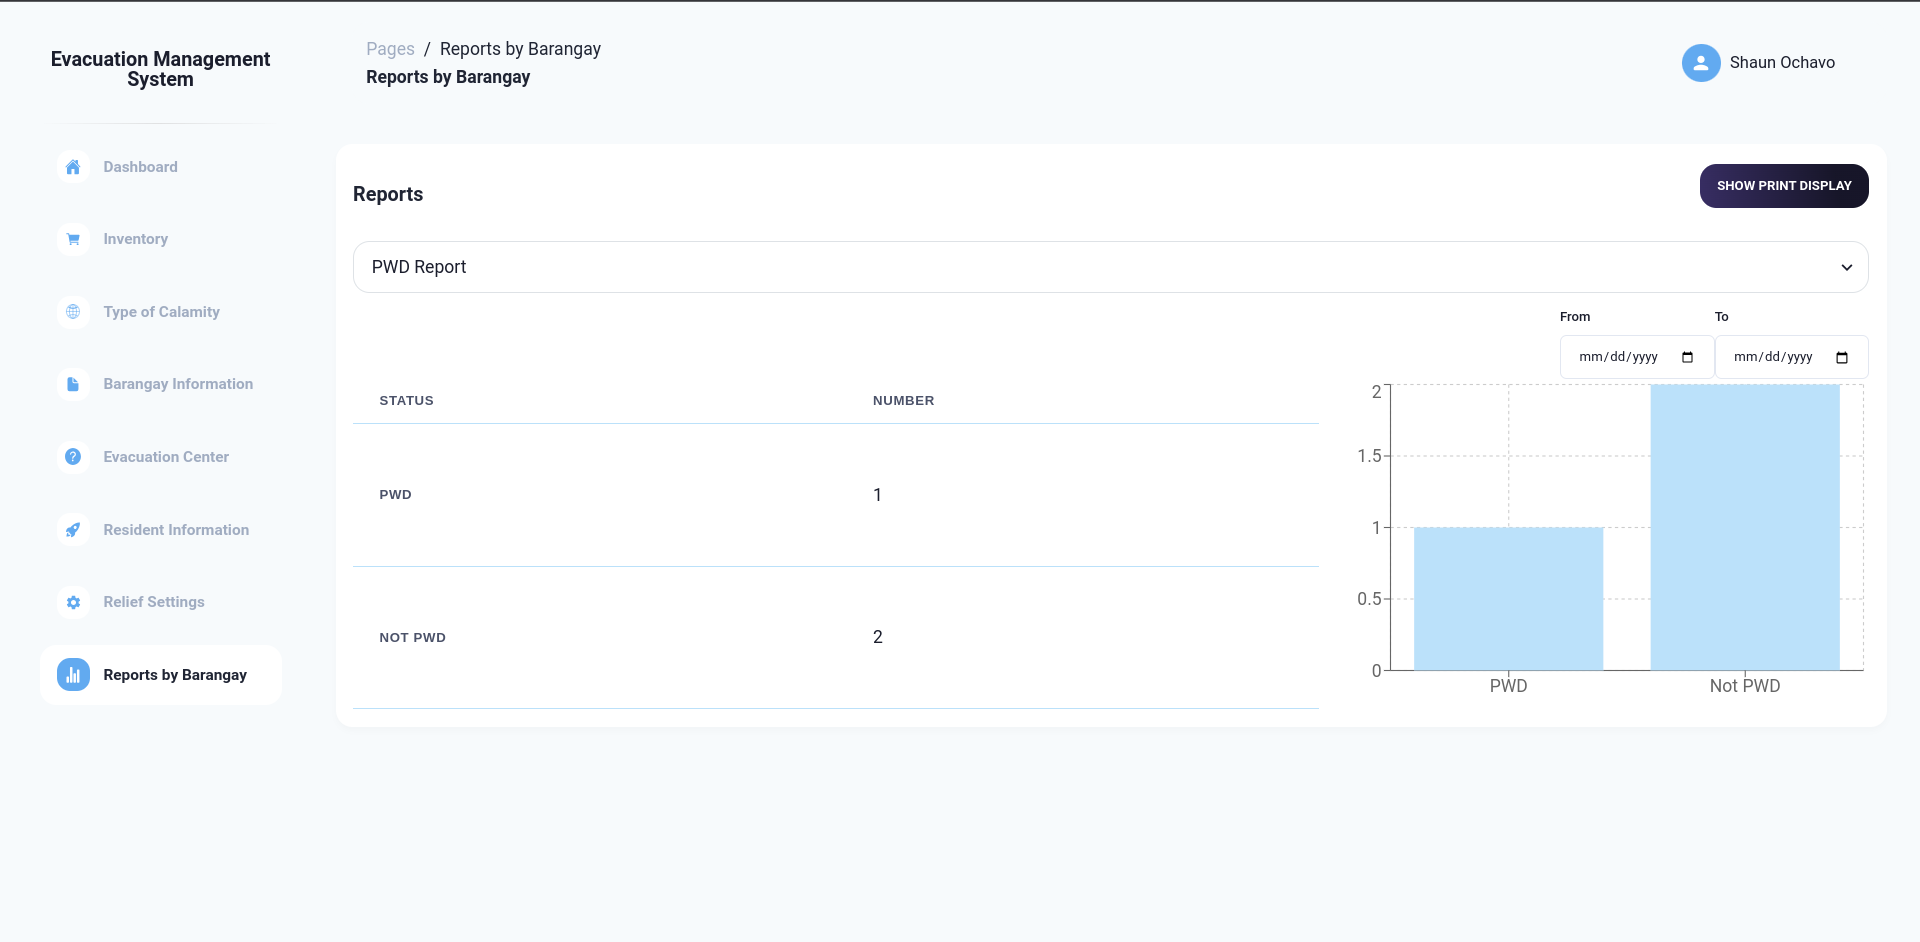 Evacuation Management
System
Dashboard
Inventory
Type of Calamity
Barangay Information
Evacuation Center
Resident Information
Relief Settings
Reports by Barangay
Pages / Reports by Barangay
Reports by Barangay
Shaun Ochavo
Reports
SHOW PRINT DISPLAY
PWD Report
From To
mm/dd/yyyy mm/dd/yyyy
STATUS NUMBER
PWD 1
NOT PWD 2
2
1.5
1
0.5
0
PWD Not PWD